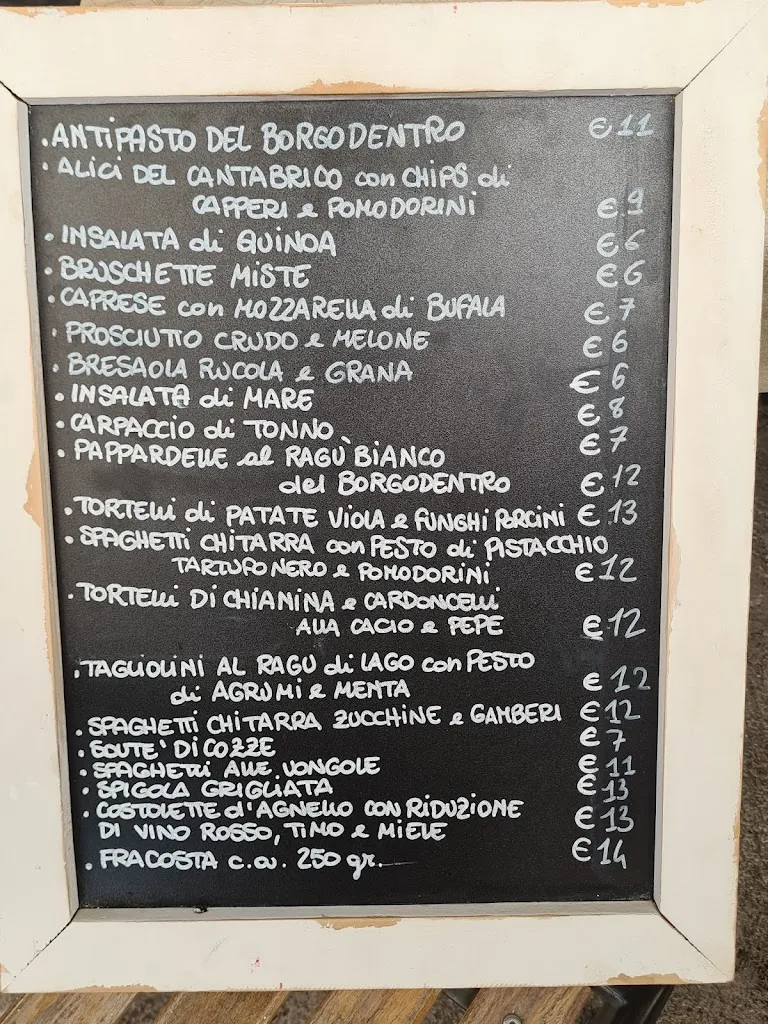 .ANTIPASTO DEL BORGODENTRO €11
.ALICI DEL CANTABRICO con CHIPS di
CAPPERI e POMODORINI €9
.INSALATA di QUINOA €6
.BRUSCHETTE MISTE €6
.CAPRESE con MOZZARELLA di BUFALA €7
.PROSCIUTTO CRUDO e MELONE €6
.BRESAOLA RUCOLA e GRANA €6
.INSALATA di MARE €8
.CARPACCIO di TONNO €7
.PAPPARDELLE al RAGÙ BIANCO
del BORGODENTRO €12
.TORTELLI di PATATE VIOLA e FUNGHI PORCINI €13
.SPAGHETTI CHITARRA con PESTO di PISTACCHIO
TARTUFO NERO e POMODORINI €12
.TORTELLI DI CHIANINA e CARDONCELLI
ALLA CACIO e PEPE €12
.TAGLIOLINI AL RAGU di LAGO con PESTO
di AGRUMI e MENTA €12
.SPAGHETTI CHITARRA ZUCCHINE e GAMBERI €12
.SOUTE' DI COZZE €7
.SPAGHETTI ALLE VONGOLE €11
.SPIGOLA GRIGLIATA €13
.COSTOLETTE d'AGNELLO CON RIDUZIONE
DI VINO ROSSO, TIMO e MIELE €13
.FRACOSTA c.a. 250 gr. €14